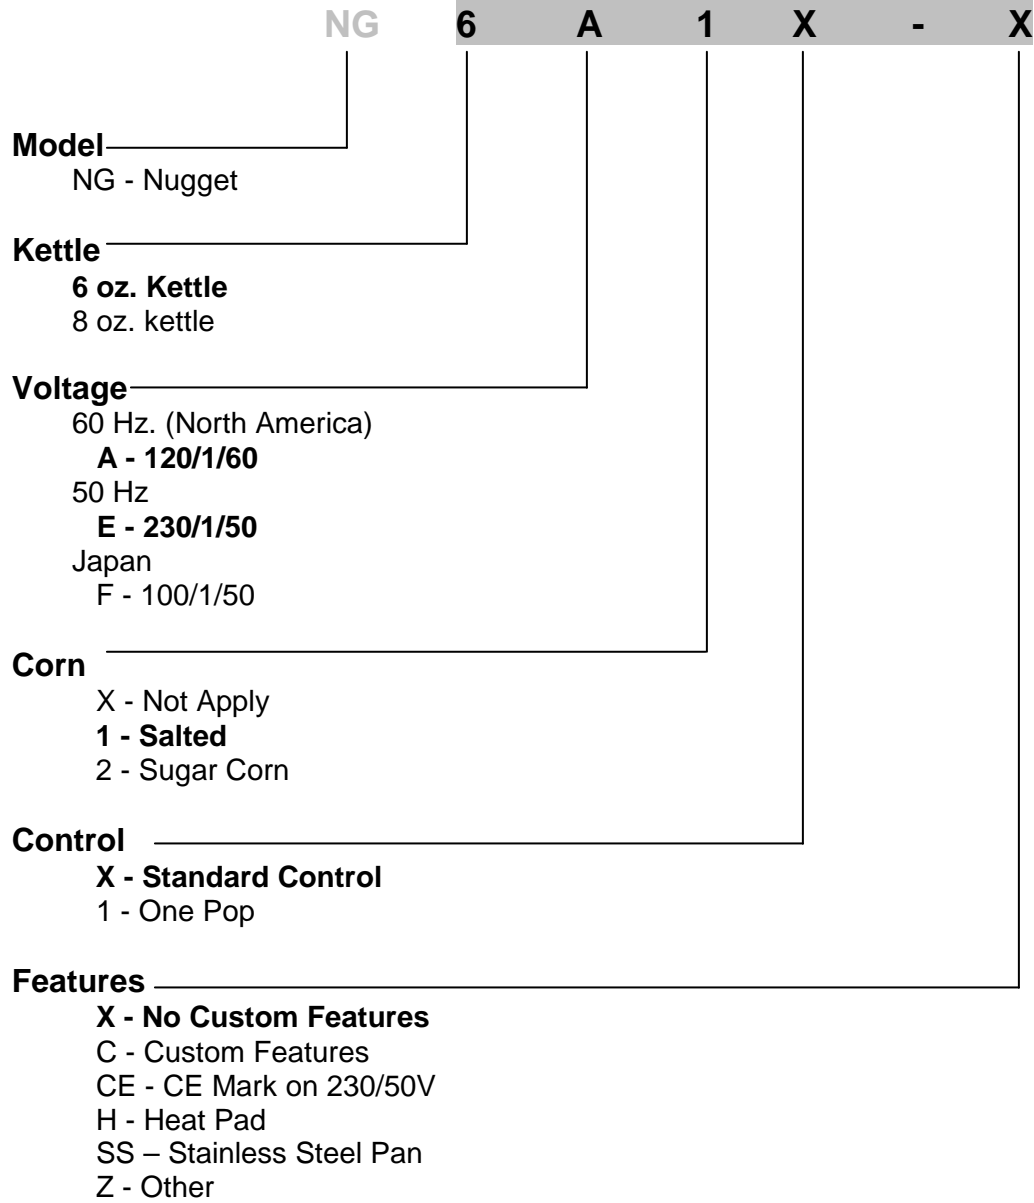 NG 6 A 1 X - X
Model
NG - Nugget
Kettle
6 oz. Kettle
8 oz. kettle
Voltage
60 Hz. (North America)
A - 120/1/60
50 Hz
E - 230/1/50
Japan
F - 100/1/50
Corn
X - Not Apply
1 - Salted
2 - Sugar Corn
Control
X - Standard Control
1 - One Pop
Features
X - No Custom Features
C - Custom Features
CE - CE Mark on 230/50V
H - Heat Pad
SS – Stainless Steel Pan
Z - Other